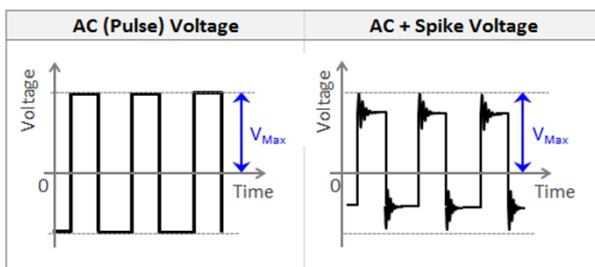 AC (Pulse) Voltage
AC + Spike Voltage
Voltage
VMax
0
Time
Voltage
VMax
0
Time